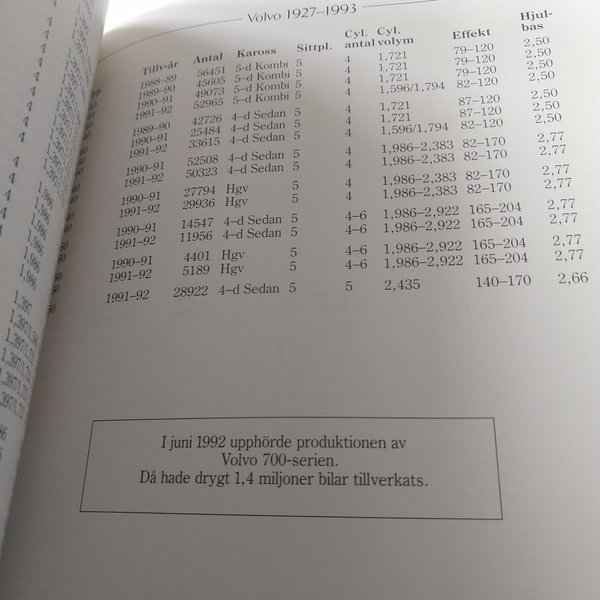 Volvo 1927–1993
Tillv-år Antal Kaross Sittpl. Cyl. antal Cyl. volym Effekt Hjul- bas
1988–89 56451 5-d Kombi 5 4 1,721 79–120 2,50
1989–90 45605 5-d Kombi 5 4 1,721 79–120 2,50
1990–91 49073 5-d Kombi 5 4 1,721 79–120 2,50
1991–92 52965 5-d Kombi 5 4 1,596/1,794 82–120 2,50
1989–90 42726 4-d Sedan 5 4 1,721 87–120 2,50
1990–91 25484 4-d Sedan 5 4 1,721 87–120 2,50
1991–92 33615 4-d Sedan 5 4 1,596/1,794 82–120 2,50
1990–91 52508 4-d Sedan 5 4 1,986–2,383 82–170 2,77
1991–92 50323 4-d Sedan 5 4 1,986–2,383 82–170 2,77
1990–91 27794 Hgv 5 4 1,986–2,383 82–170 2,77
1991–92 29936 Hgv 5 4 1,986–2,383 82–170 2,77
1990–91 14547 4-d Sedan 5 4–6 1,986–2,922 165–204 2,77
1991–92 11956 4-d Sedan 5 4–6 1,986–2,922 165–204 2,77
1990–91 4401 Hgv 5 4–6 1,986–2,922 165–204 2,77
1991–92 5189 Hgv 5 4–6 1,986–2,922 165–204 2,77
1991–92 28922 4-d Sedan 5 5 2,435 140–170 2,66
I juni 1992 upphörde produktionen av
Volvo 700-serien.
Då hade drygt 1,4 miljoner bilar tillverkats.